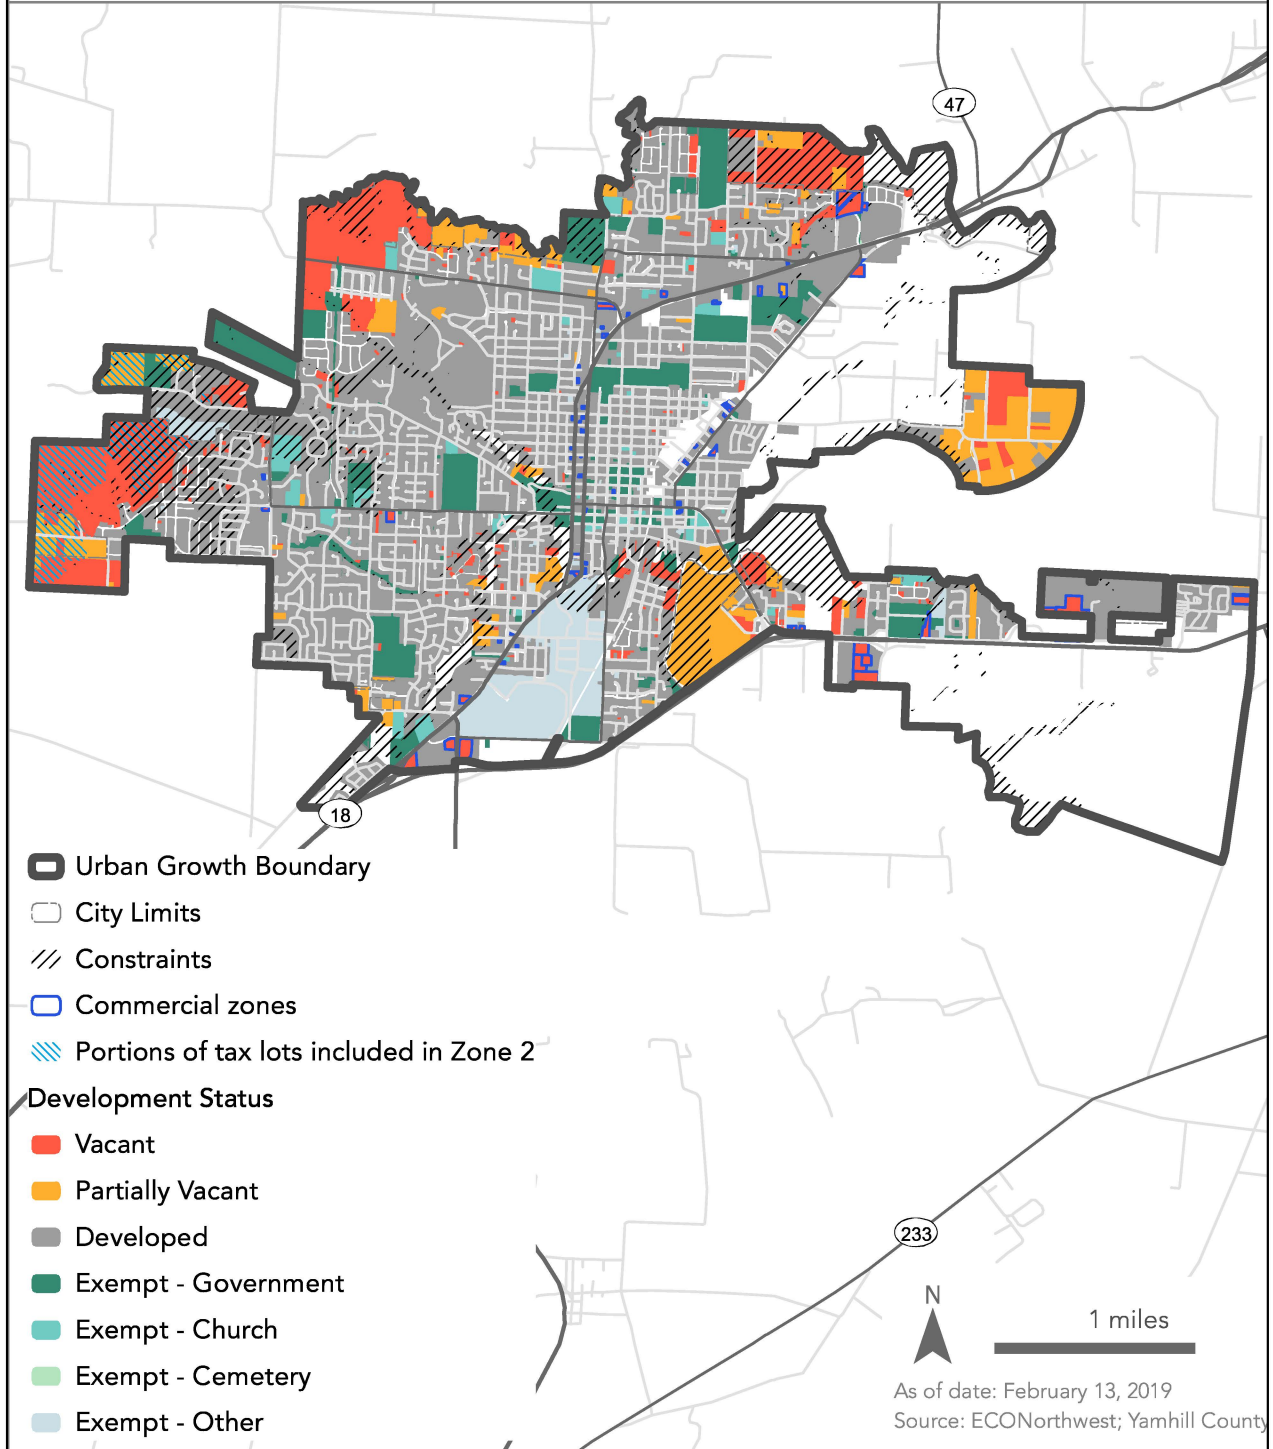 47
18
Urban Growth Boundary
City Limits
Constraints
Commercial zones
Portions of tax lots included in Zone 2
Development Status
Vacant
Partially Vacant
Developed
Exempt - Government
Exempt - Church
Exempt - Cemetery
Exempt - Other
233
N
1 miles
As of date: February 13, 2019
Source: ECONorthwest; Yamhill County